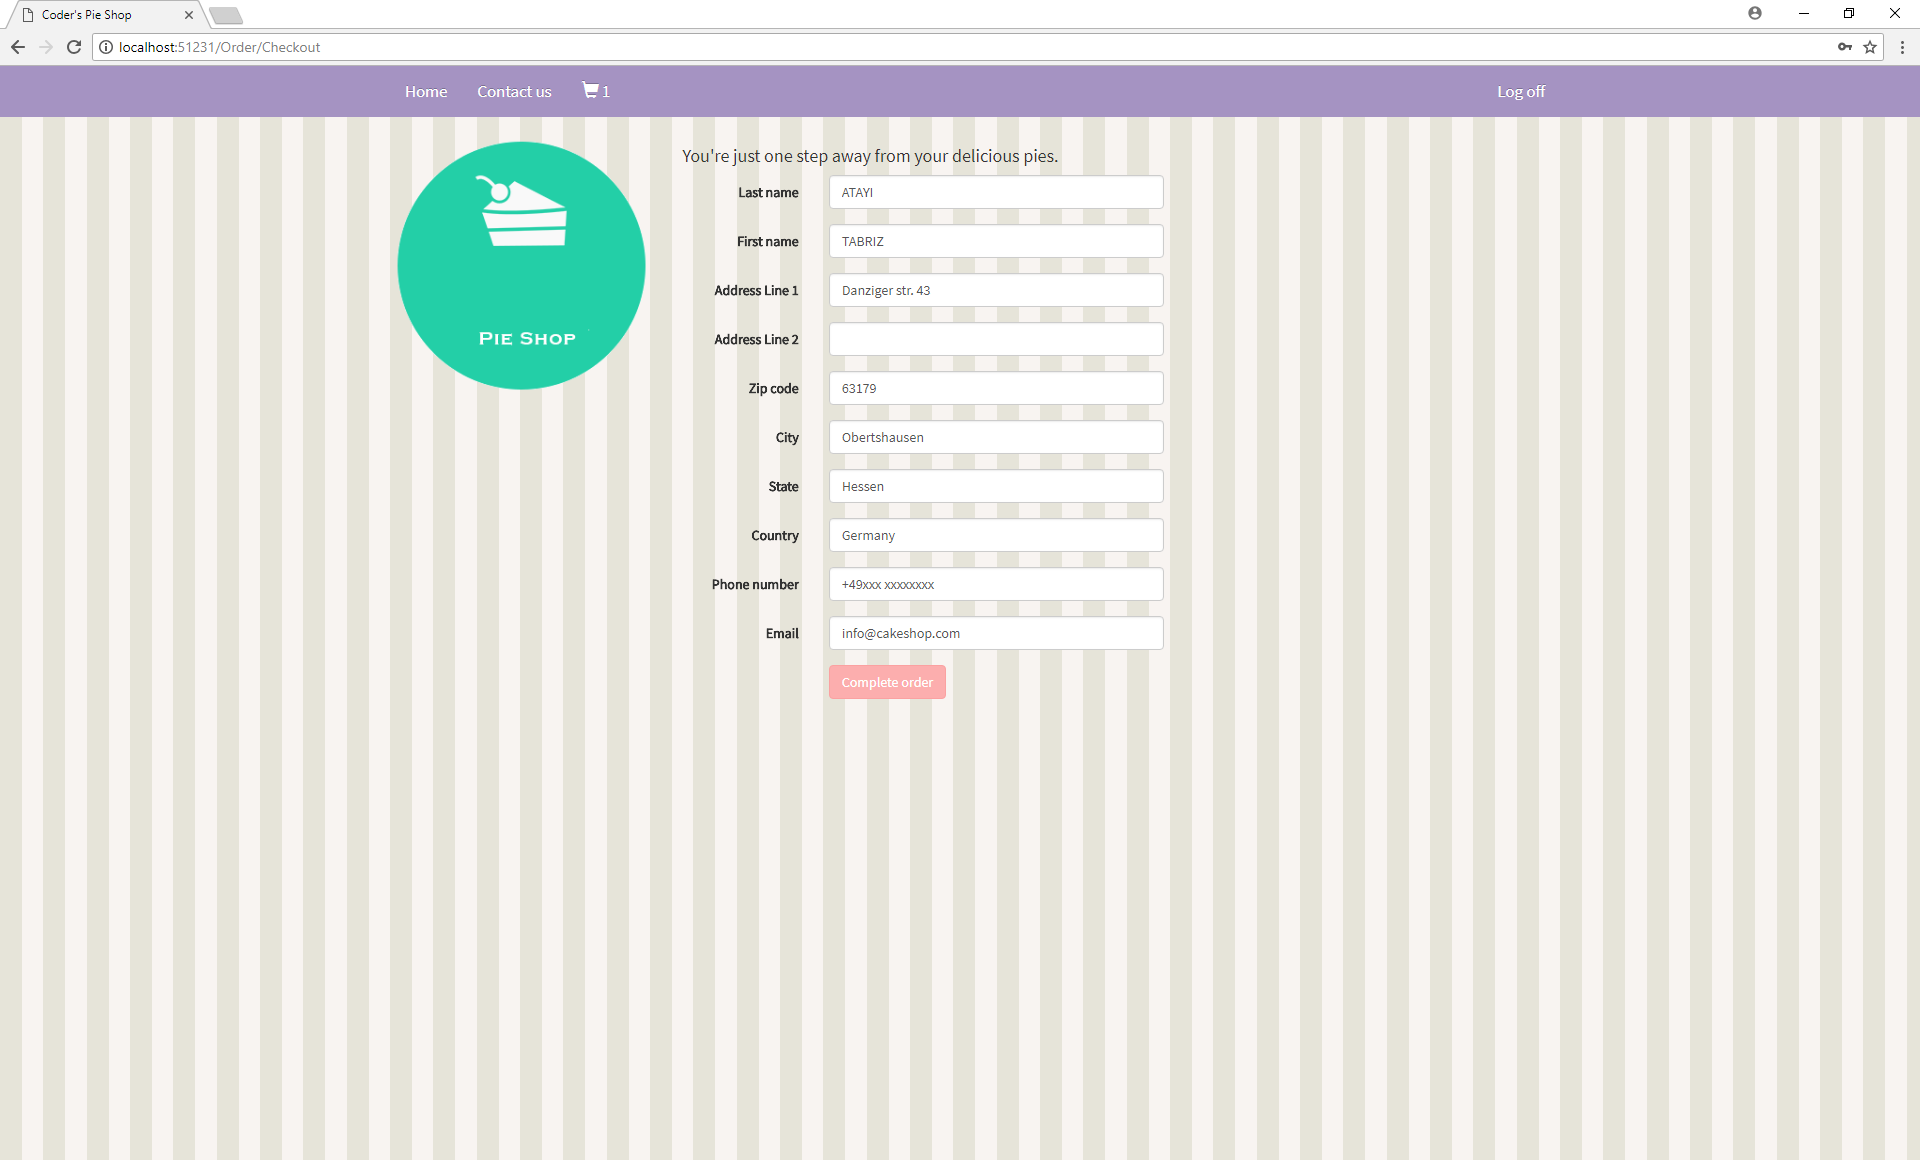 Coder's Pie Shop
localhost:51231/Order/Checkout
Home Contact us 1 Log off
PIE SHOP
You're just one step away from your delicious pies.
Last name ATAYI
First name TABRIZ
Address Line 1 Danziger str. 43
Address Line 2
Zip code 63179
City Obertshausen
State Hessen
Country Germany
Phone number +49xxx xxxxxxxx
Email info@cakeshop.com
Complete order